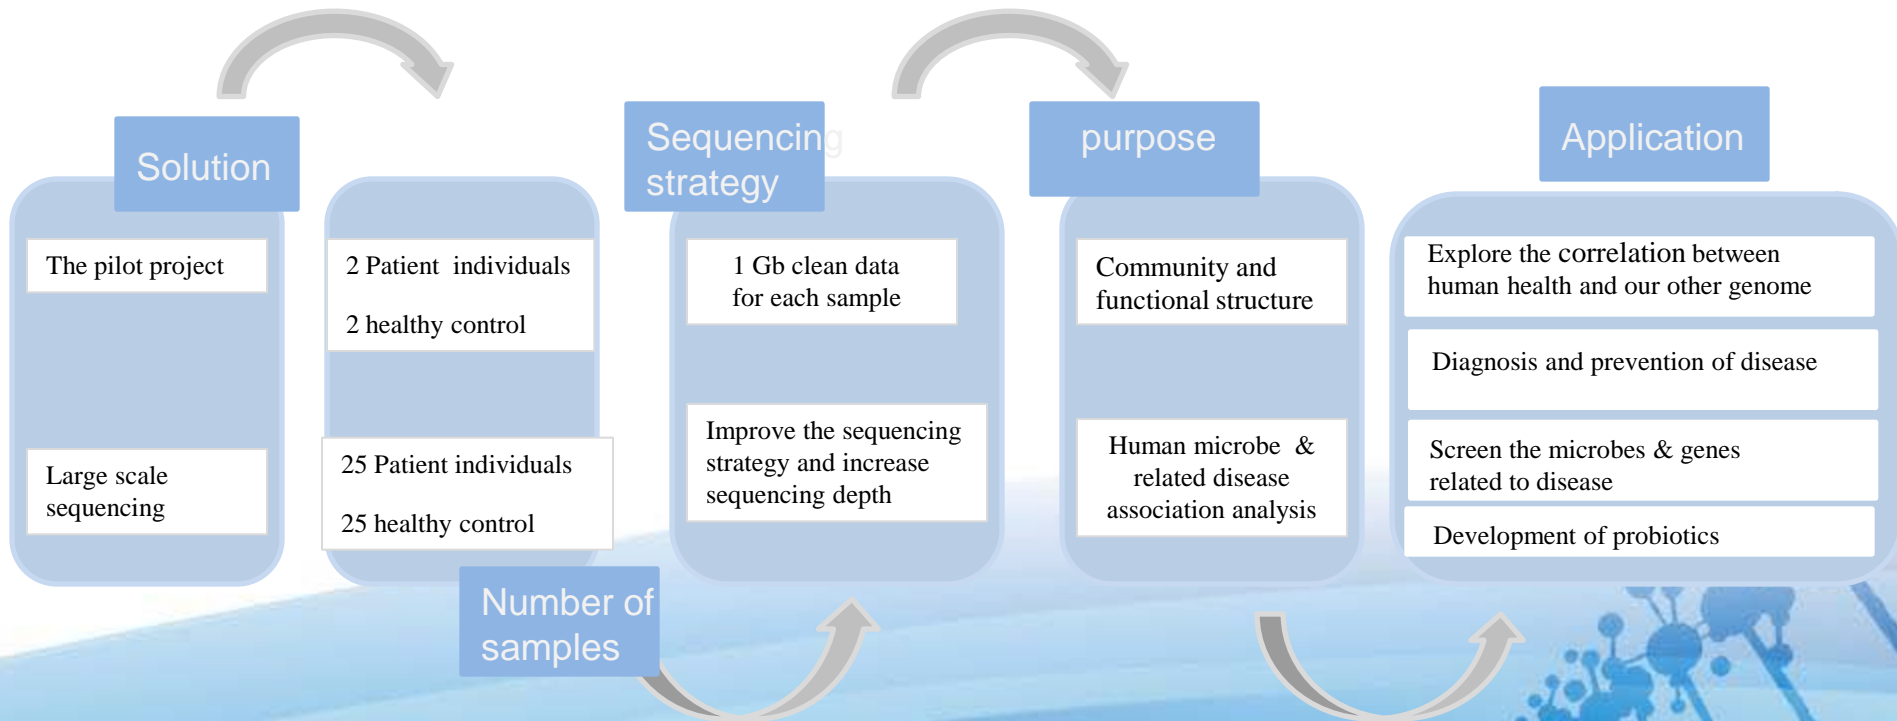 Solution
The pilot project
Large scale
sequencing
2 Patient  individuals
2 healthy control
25 Patient individuals
25 healthy control
Number of
samples
Sequencing
strategy
1 Gb clean data
for each sample
Improve the sequencing
strategy and increase
sequencing depth
purpose
Community and
functional structure
Human microbe  &
related disease
association analysis
Application
Explore the correlation between
human health and our other genome
Diagnosis and prevention of disease
Screen the microbes & genes
related to disease
Development of probiotics